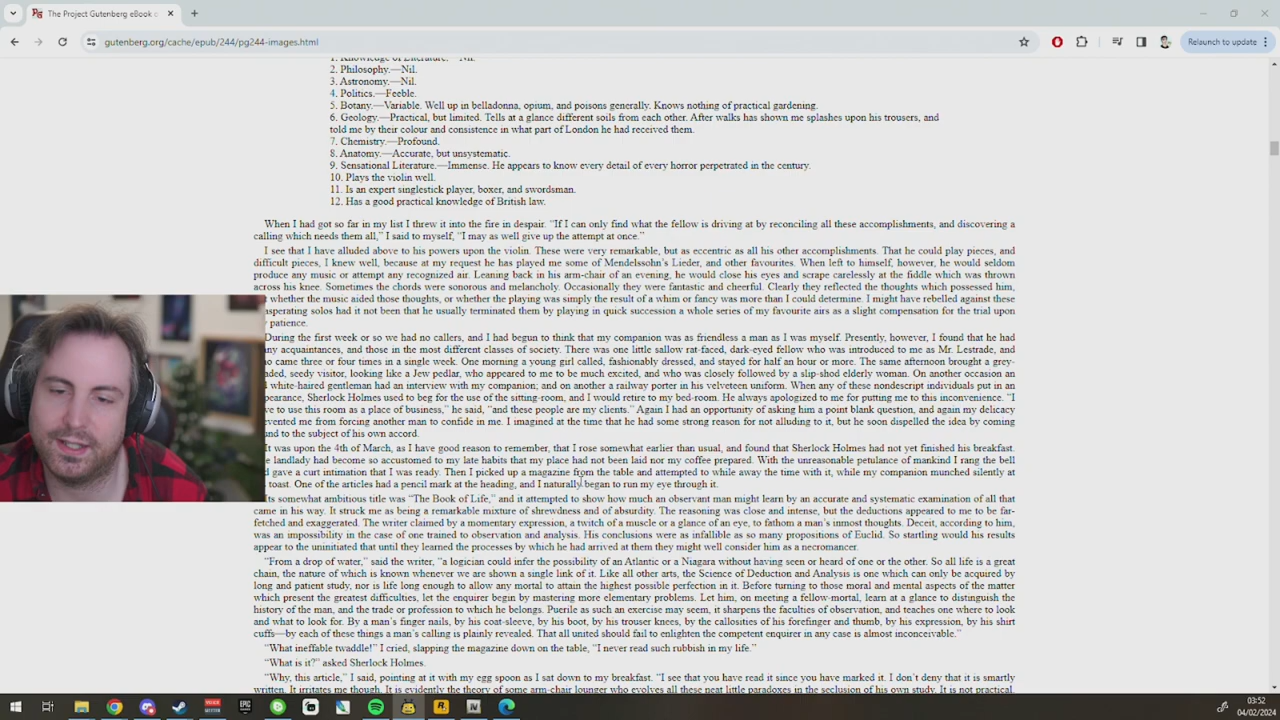 The Project Gutenberg eBook o
gutenberg.org/cache/epub/244/pg244-images.html
Relaunch to update
1. Knowledge of Literature.—Nil.
2. Philosophy.—Nil.
3. Astronomy.—Nil.
4. Politics.—Feeble.
5. Botany.—Variable. Well up in belladonna, opium, and poisons generally. Knows nothing of practical gardening.
6. Geology.—Practical, but limited. Tells at a glance different soils from each other. After walks has shown me splashes upon his trousers, and
told me by their colour and consistence in what part of London he had received them.
7. Chemistry.—Profound.
8. Anatomy.—Accurate, but unsystematic.
9. Sensational Literature.—Immense. He appears to know every detail of every horror perpetrated in the century.
10. Plays the violin well.
11. Is an expert singlestick player, boxer, and swordsman.
12. Has a good practical knowledge of British law.
When I had got so far in my list I threw it into the fire in despair. “If I can only find what the fellow is driving at by reconciling all these accomplishments, and discovering a
calling which needs them all,” I said to myself, “I may as well give up the attempt at once.”
I see that I have alluded above to his powers upon the violin. These were very remarkable, but as eccentric as all his other accomplishments. That he could play pieces, and
difficult pieces, I knew well, because at my request he has played me some of Mendelssohn’s Lieder, and other favourites. When left to himself, however, he would seldom
produce any music or attempt any recognized air. Leaning back in his arm-chair of an evening, he would close his eyes and scrape carelessly at the fiddle which was thrown
across his knee. Sometimes the chords were sonorous and melancholy. Occasionally they were fantastic and cheerful. Clearly they reflected the thoughts which possessed him,
whether the music aided those thoughts, or whether the playing was simply the result of a whim or fancy was more than I could determine. I might have rebelled against these
asperating solos had it not been that he usually terminated them by playing in quick succession a whole series of my favourite airs as a slight compensation for the trial upon
patience.
During the first week or so we had no callers, and I had begun to think that my companion was as friendless a man as I was myself. Presently, however, I found that he had
any acquaintances, and those in the most different classes of society. There was one little sallow rat-faced, dark-eyed fellow who was introduced to me as Mr. Lestrade, and
o came three or four times in a single week. One morning a young girl called, fashionably dressed, and stayed for half an hour or more. The same afternoon brought a grey-
ded, seedy visitor, looking like a Jew pedlar, who appeared to me to be much excited, and who was closely followed by a slip-shod elderly woman. On another occasion an
white-haired gentleman had an interview with my companion; and on another a railway porter in his velveteen uniform. When any of these nondescript individuals put in an
pearance, Sherlock Holmes used to beg for the use of the sitting-room, and I would retire to my bed-room. He always apologized to me for putting me to this inconvenience. “I
ve to use this room as a place of business,” he said, “and these people are my clients.” Again I had an opportunity of asking him a point blank question, and again my delicacy
evented me from forcing another man to confide in me. I imagined at the time that he had some strong reason for not alluding to it, but he soon dispelled the idea by coming
und to the subject of his own accord.
It was upon the 4th of March, as I have good reason to remember, that I rose somewhat earlier than usual, and found that Sherlock Holmes had not yet finished his breakfast.
e landlady had become so accustomed to my late habits that my place had not been laid nor my coffee prepared. With the unreasonable petulance of mankind I rang the bell
d gave a curt intimation that I was ready. Then I picked up a magazine from the table and attempted to while away the time with it, while my companion munched silently at
toast. One of the articles had a pencil mark at the heading, and I naturally began to run my eye through it.
Its somewhat ambitious title was “The Book of Life,” and it attempted to show how much an observant man might learn by an accurate and systematic examination of all that
came in his way. It struck me as being a remarkable mixture of shrewdness and of absurdity. The reasoning was close and intense, but the deductions appeared to me to be far-
fetched and exaggerated. The writer claimed by a momentary expression, a twitch of a muscle or a glance of an eye, to fathom a man’s inmost thoughts. Deceit, according to him,
was an impossibility in the case of one trained to observation and analysis. His conclusions were as infallible as so many propositions of Euclid. So startling would his results
appear to the uninitiated that until they learned the processes by which he had arrived at them they might well consider him as a necromancer.
“From a drop of water,” said the writer, “a logician could infer the possibility of an Atlantic or a Niagara without having seen or heard of one or the other. So all life is a great
chain, the nature of which is known whenever we are shown a single link of it. Like all other arts, the Science of Deduction and Analysis is one which can only be acquired by
long and patient study, nor is life long enough to allow any mortal to attain the highest possible perfection in it. Before turning to those moral and mental aspects of the matter
which present the greatest difficulties, let the enquirer begin by mastering more elementary problems. Let him, on meeting a fellow-mortal, learn at a glance to distinguish the
history of the man, and the trade or profession to which he belongs. Puerile as such an exercise may seem, it sharpens the faculties of observation, and teaches one where to look
and what to look for. By a man’s finger nails, by his coat-sleeve, by his boot, by his trouser knees, by the callosities of his forefinger and thumb, by his expression, by his shirt
cuffs—by each of these things a man’s calling is plainly revealed. That all united should fail to enlighten the competent enquirer in any case is almost inconceivable.”
“What ineffable twaddle!” I cried, slapping the magazine down on the table, “I never read such rubbish in my life.”
“What is it?” asked Sherlock Holmes.
“Why, this article,” I said, pointing at it with my egg spoon as I sat down to my breakfast. “I see that you have read it since you have marked it. I don’t deny that it is smartly
written. It irritates me though. It is evidently the theory of some arm-chair lounger who evolves all these neat little paradoxes in the seclusion of his own study. It is not practical.
03:52
04/02/2024